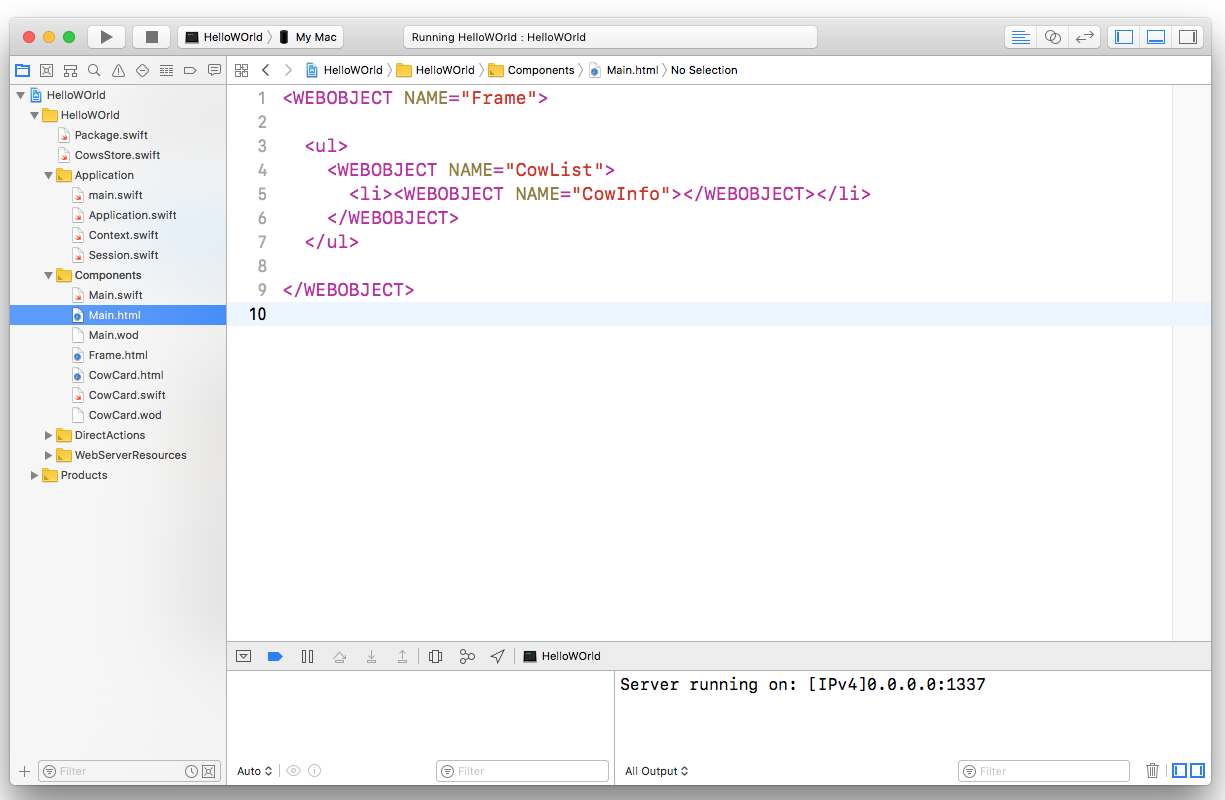 HelloWOrld 〉 My Mac
Running HelloWOrld : HelloWOrld
HelloWOrld 〉 HelloWOrld 〉 Components 〉 Main.html 〉 No Selection
HelloWOrld
HelloWOrld
Package.swift
CowsStore.swift
Application
main.swift
Application.swift
Context.swift
Session.swift
Components
Main.swift
Main.html
Main.wod
Frame.html
CowCard.html
CowCard.swift
CowCard.wod
DirectActions
WebServerResources
Products
Filter
1 <WEBOBJECT NAME="Frame">
2
3   <ul>
4     <WEBOBJECT NAME="CowList">
5       <li><WEBOBJECT NAME="CowInfo"></WEBOBJECT></li>
6     </WEBOBJECT>
7   </ul>
8
9 </WEBOBJECT>
10
HelloWOrld
Server running on: [IPv4]0.0.0.0:1337
Auto
Filter
All Output
Filter